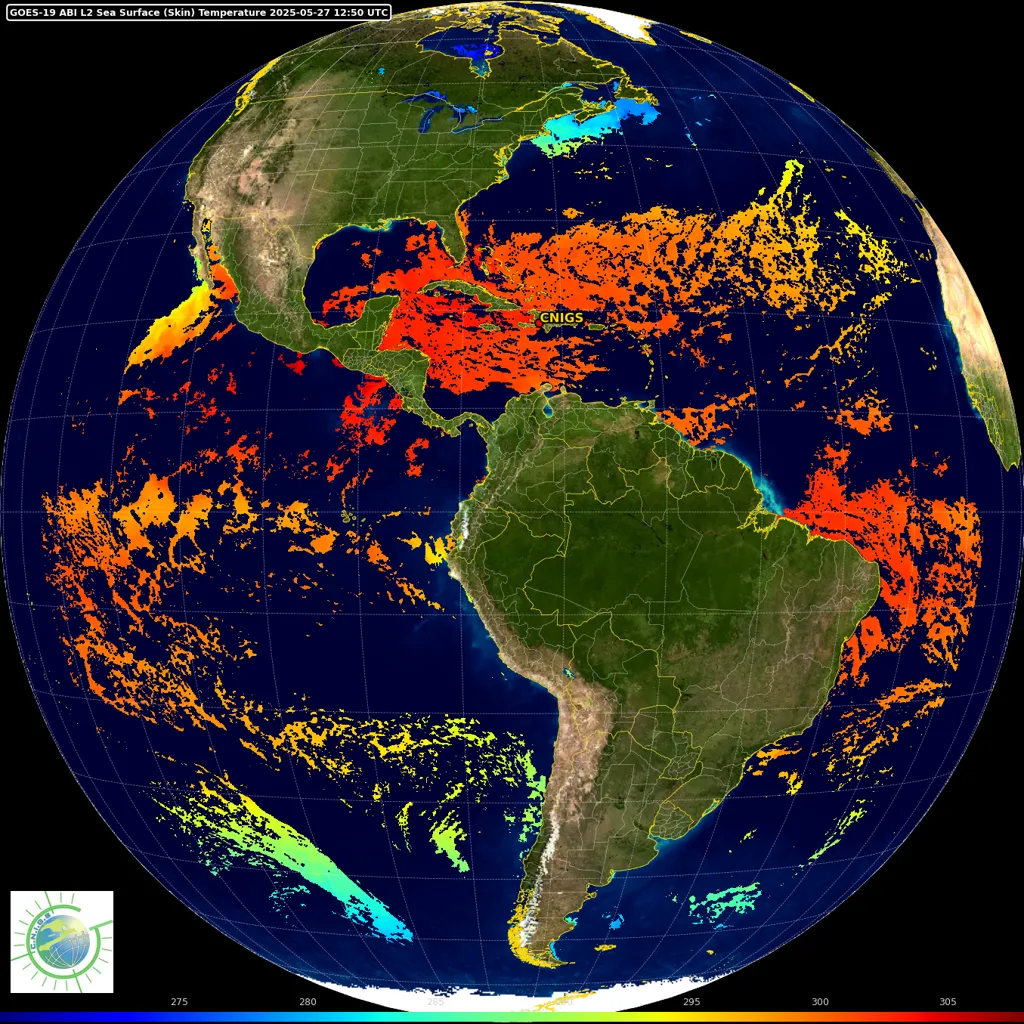 GOES-19 ABI L2 Sea Surface (Skin) Temperature 2025-05-27 12:50 UTC
CNIGS
C.N.I.G.S.
275 280 285 295 300 305